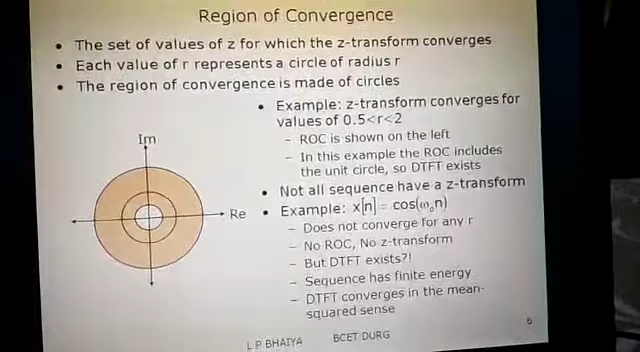 Region of Convergence
• The set of values of z for which the z-transform converges
• Each value of r represents a circle of radius r
• The region of convergence is made of circles
• Example: z-transform converges for
values of 0.5<r<2
– ROC is shown on the left
– In this example the ROC includes
the unit circle, so DTFT exists
• Not all sequence have a z-transform
• Example: x[n] = cos(ω₀n)
– Does not converge for any r
– No ROC, No z-transform
– But DTFT exists?!
– Sequence has finite energy
– DTFT converges in the mean-
squared sense
Im
Re
L P BHAIYA BCET DURG
6